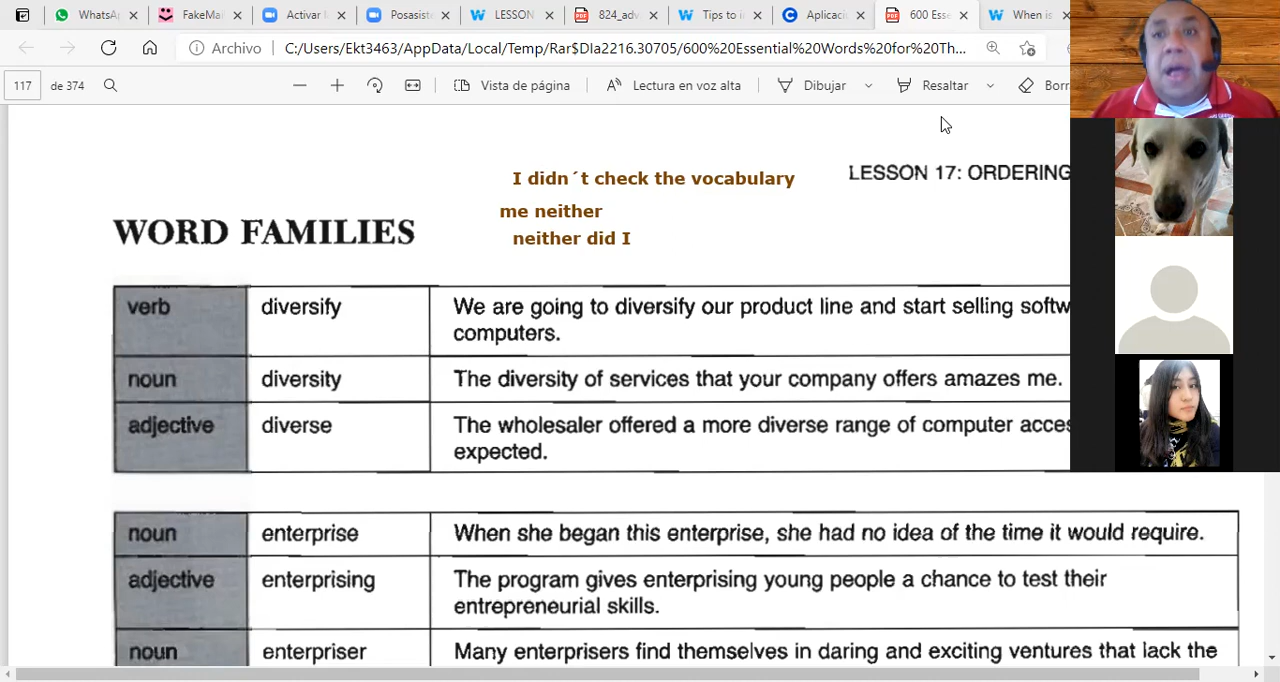 WhatsA
FakeMai
Activar l
Posasist
LESSON
824_adv
Tips to i
Aplicaci
600 Esse
When is
Archivo
C:/Users/Ekt3463/AppData/Local/Temp/Rar$DIa2216.30705/600%20Essential%20Words%20for%20Th...
117 de 374
Vista de página
Lectura en voz alta
Dibujar
Resaltar
Borr
LESSON 17: ORDERING
I didn´t check the vocabulary
me neither
neither did I
WORD FAMILIES
verb diversify We are going to diversify our product line and start selling softw
computers.
noun diversity The diversity of services that your company offers amazes me.
adjective diverse The wholesaler offered a more diverse range of computer acces
expected.
noun enterprise When she began this enterprise, she had no idea of the time it would require.
adjective enterprising The program gives enterprising young people a chance to test their
entrepreneurial skills.
noun enterpriser Many enterprisers find themselves in daring and exciting ventures that lack the